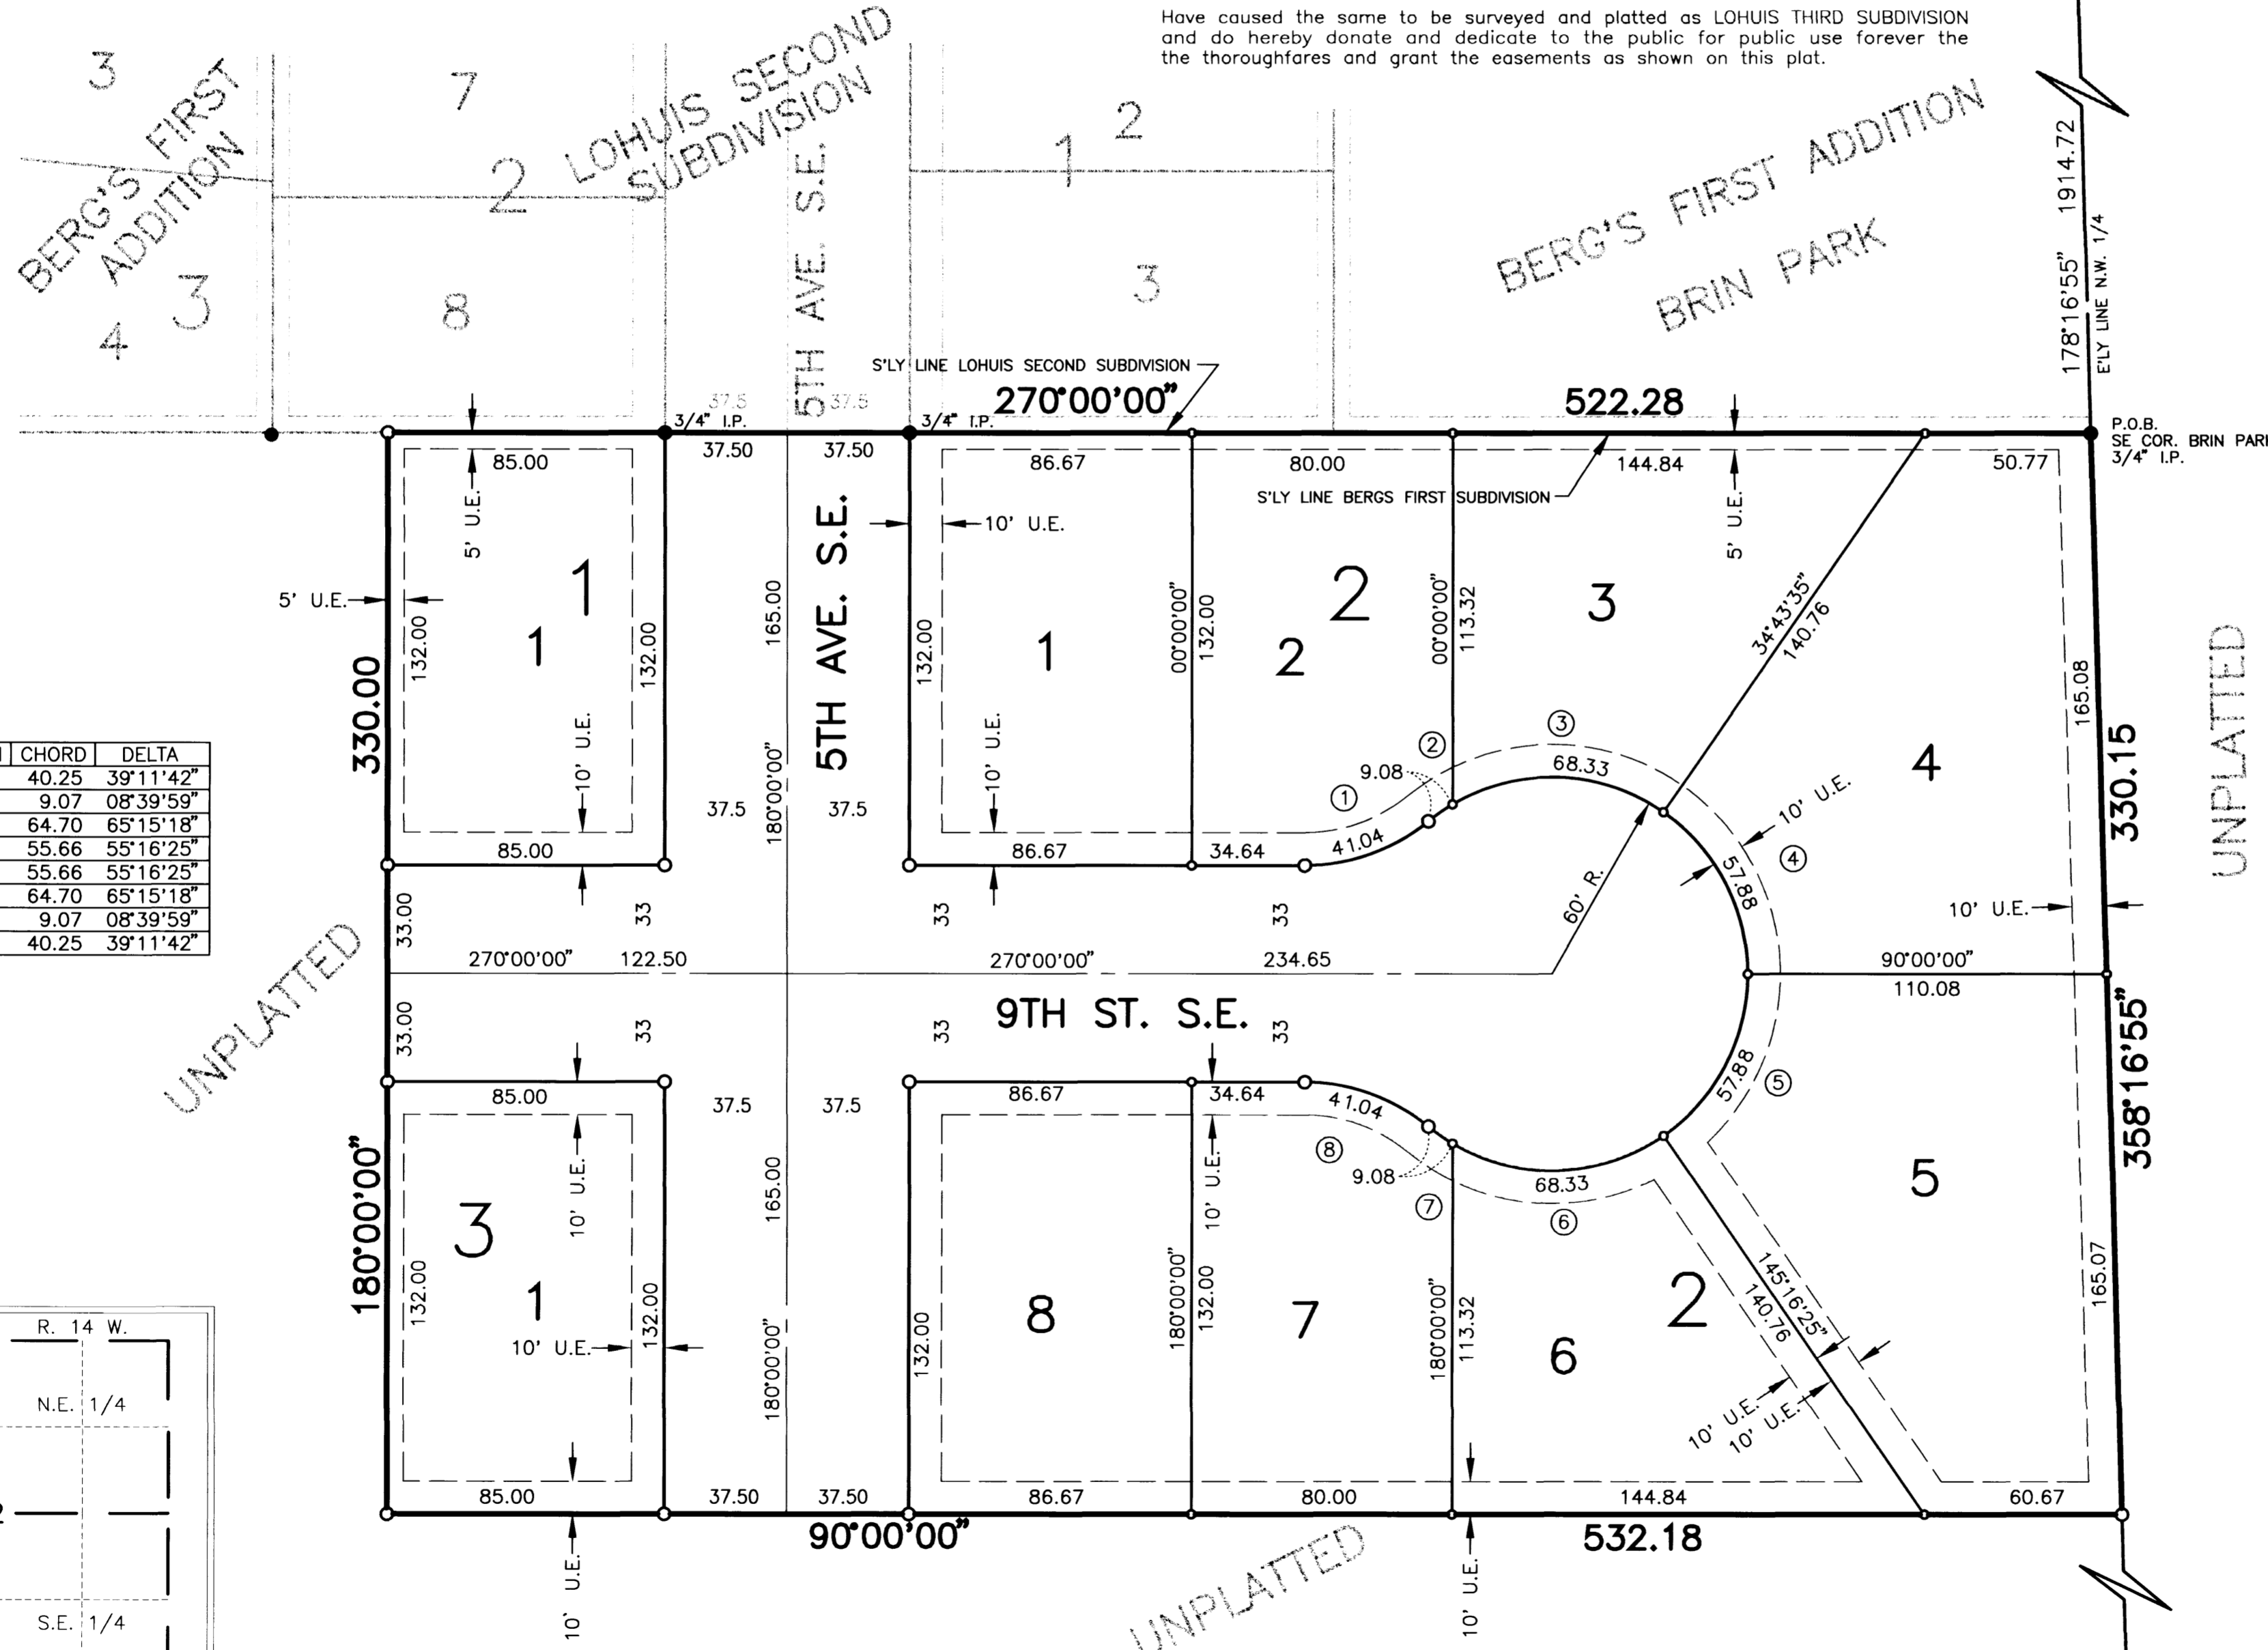 Have caused the same to be surveyed and platted as LOHUIS THIRD SUBDIVISION
and do hereby donate and dedicate to the public for public use forever the
the thoroughfares and grant the easements as shown on this plat.
3
BERG'S FIRST
ADDITION
3
4
7
2
8
LOHUIS SECOND
SUBDIVISION
5TH AVE. S.E.
37.5
37.5
2
1
3
BERG'S FIRST ADDITION
BRIN PARK
178°16'55" 1914.72
E'LY LINE N.W. 1/4
S'LY LINE LOHUIS SECOND SUBDIVISION
270°00'00"
522.28
3/4" I.P.
3/4" I.P.
P.O.B.
SE COR. BRIN PARK
3/4" I.P.
85.00
37.50
37.50
86.67
80.00
144.84
50.77
S'LY LINE BERGS FIRST SUBDIVISION
5' U.E.
5' U.E.
10' U.E.
5' U.E.
1
1
132.00
132.00
165.00
5TH AVE. S.E.
132.00
1
00°00'00"
132.00
2
2
00°00'00"
113.32
3
34°43'35"
140.76
4
165.08
UNPLATTED
330.00
330.15
CHORD DELTA
40.25 39°11'42"
9.07 08°39'59"
64.70 65°15'18"
55.66 55°16'25"
55.66 55°16'25"
64.70 65°15'18"
9.07 08°39'59"
40.25 39°11'42"
10' U.E.
180°00'00"
37.5
37.5
10' U.E.
1
2
3
4
9.08
68.33
10' U.E.
85.00
86.67
34.64
41.04
57.88
60' R.
10' U.E.
33.00
33
33
33
270°00'00" 122.50
270°00'00"
234.65
90°00'00"
110.08
33.00
33
33
33
9TH ST. S.E.
UNPLATTED
358°16'55"
85.00
37.5
37.5
86.67
34.64
41.04
57.88
5
8
9.08
7
68.33
6
180°00'00"
10' U.E.
165.00
10' U.E.
3
1
132.00
132.00
10' U.E.
180°00'00"
132.00
8
180°00'00"
132.00
7
180°00'00"
113.32
6
2
145°16'25"
140.76
5
165.07
10' U.E.
10' U.E.
85.00
37.50
37.50
86.67
80.00
144.84
60.67
90°00'00"
532.18
10' U.E.
10' U.E.
UNPLATTED
R. 14 W.
N.E. 1/4
S.E. 1/4